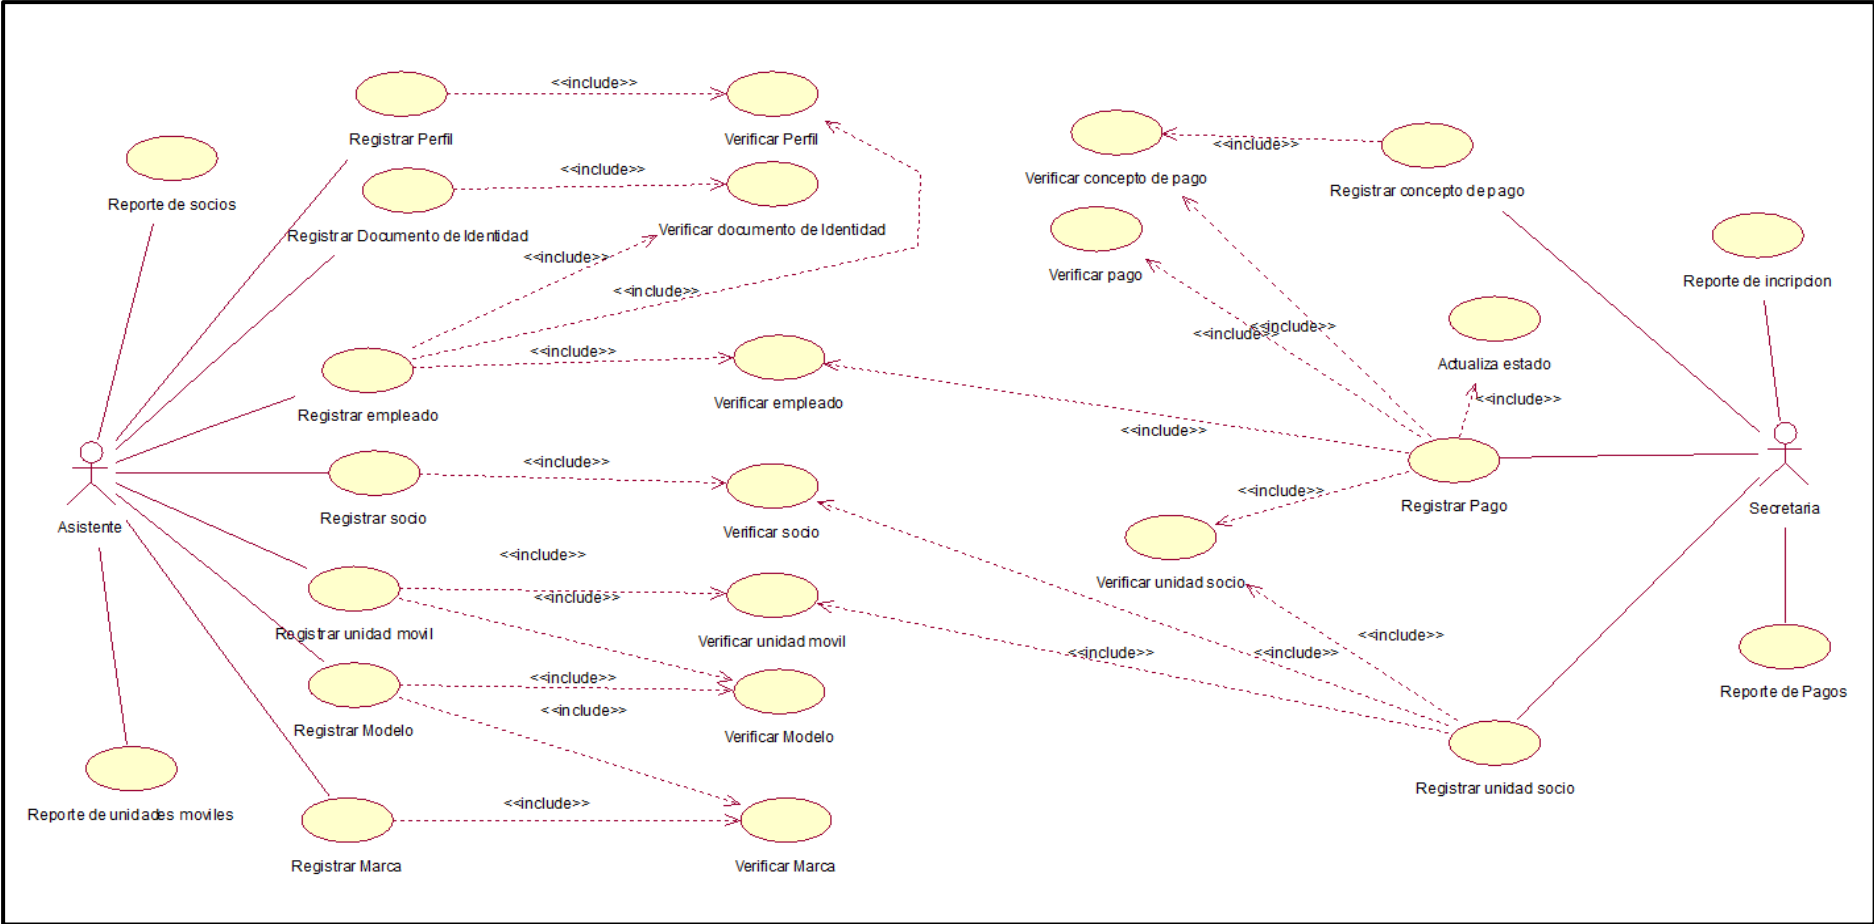 <<include>>
Registrar Perfil
Verificar Perfil
<<include>>
Verificar concepto de pago
Registrar concepto de pago
Reporte de socios
<<include>>
Registrar Documento de Identidad
Verificar documento de Identidad
<<include>>
<<include>>
Verificar pago
Reporte de incripcion
<<include>>
<<include>>
Actualiza estado
<<include>>
<<include>>
Registrar empleado
Verificar empleado
<<include>>
<<include>>
Registrar socio
Verificar socio
<<include>>
Registrar Pago
Asistente
Secretaria
<<include>>
<<include>>
Verificar unidad socio
Registrar unidad movil
Verificar unidad movil
<<include>>
<<include>>
<<include>>
<<include>>
<<include>>
Registrar Modelo
Verificar Modelo
Reporte de Pagos
Registrar unidad socio
Reporte de unidades moviles
<<include>>
Registrar Marca
Verificar Marca